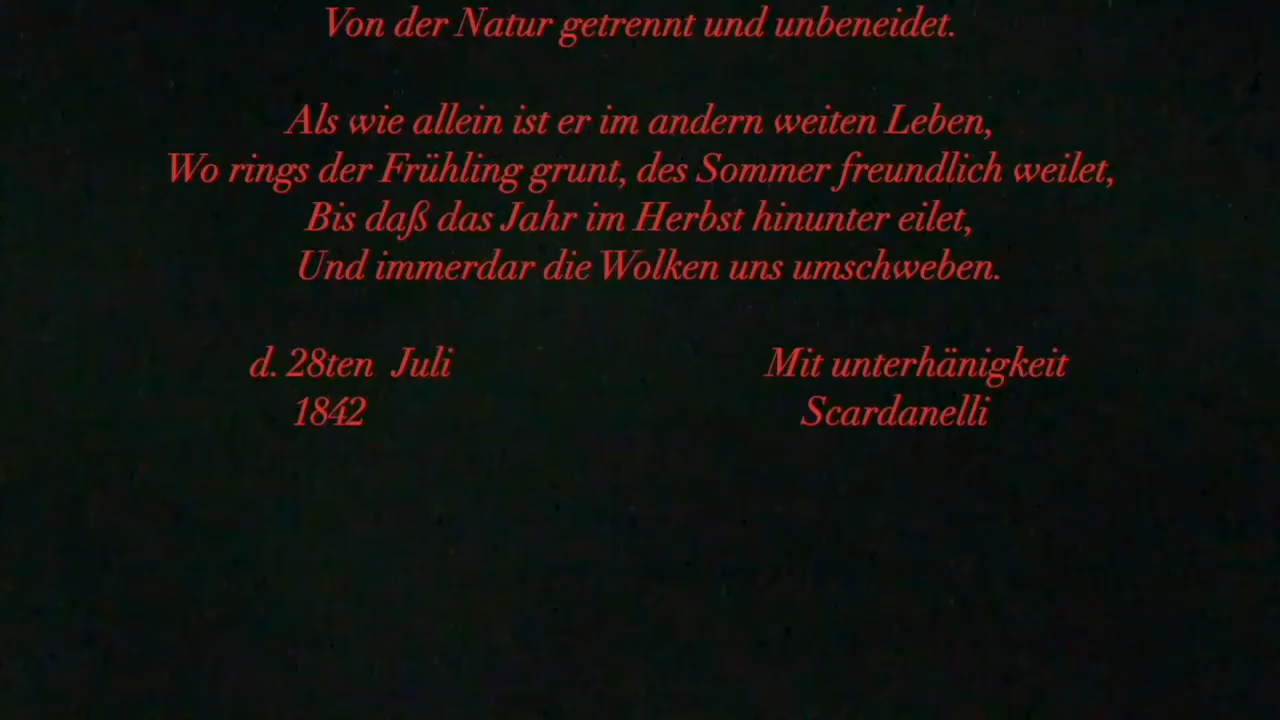 Von der Natur getrennt und unbeneidet.
Als wie allein ist er im andern weiten Leben,
Wo rings der Frühling grunt, des Sommer freundlich weilet,
Bis daß das Jahr im Herbst hinunter eilet,
Und immerdar die Wolken uns umschweben.
d. 28ten Juli
1842
Mit unterhänigkeit
Scardanelli